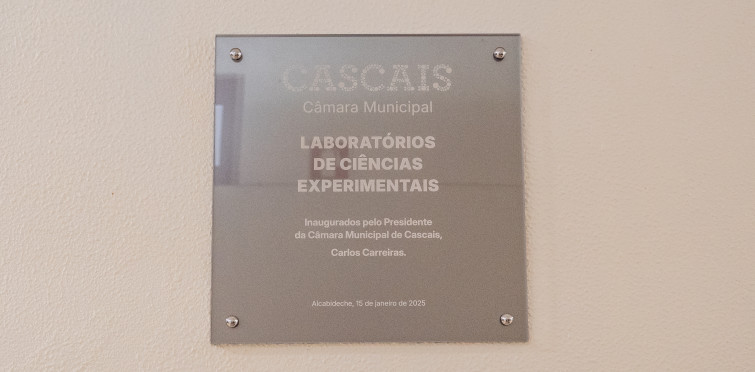 CASCAIS
Câmara Municipal
LABORATÓRIOS
DE CIÊNCIAS
EXPERIMENTAIS
Inaugurados pelo Presidente
da Câmara Municipal de Cascais,
Carlos Carreiras.
Alcabideche, 15 de janeiro de 2025